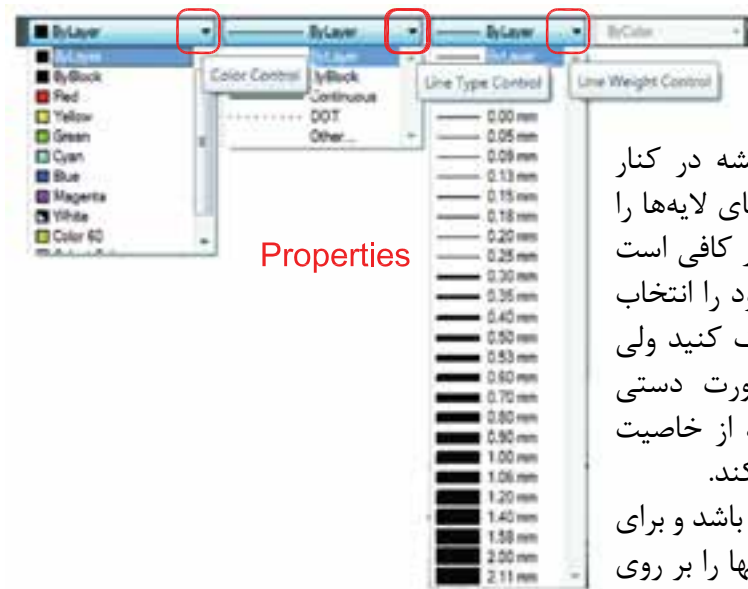 ByLayer
ByLayer
ByLayer
ByColor
ByLayer
ByBlock
Red
Yellow
Green
Cyan
Blue
Magenta
White
Color 60
Color Control
ByLayer
ByBlock
Continuous
DOT
Other...
Line Type Control
ByLayer
0.00 mm
0.05 mm
0.09 mm
0.13 mm
0.15 mm
0.18 mm
0.20 mm
0.25 mm
0.30 mm
0.35 mm
0.40 mm
0.50 mm
0.53 mm
0.60 mm
0.70 mm
0.80 mm
0.90 mm
1.00 mm
1.06 mm
1.20 mm
1.40 mm
1.58 mm
2.00 mm
2.11 mm
Line Weight Control
Properties
شه در کنار
ای لایه‌ها را
کافی است
ود را انتخاب
کنید ولی
ورت دستی
از خاصیت
کند.
باشد و برای
نها را بر روی